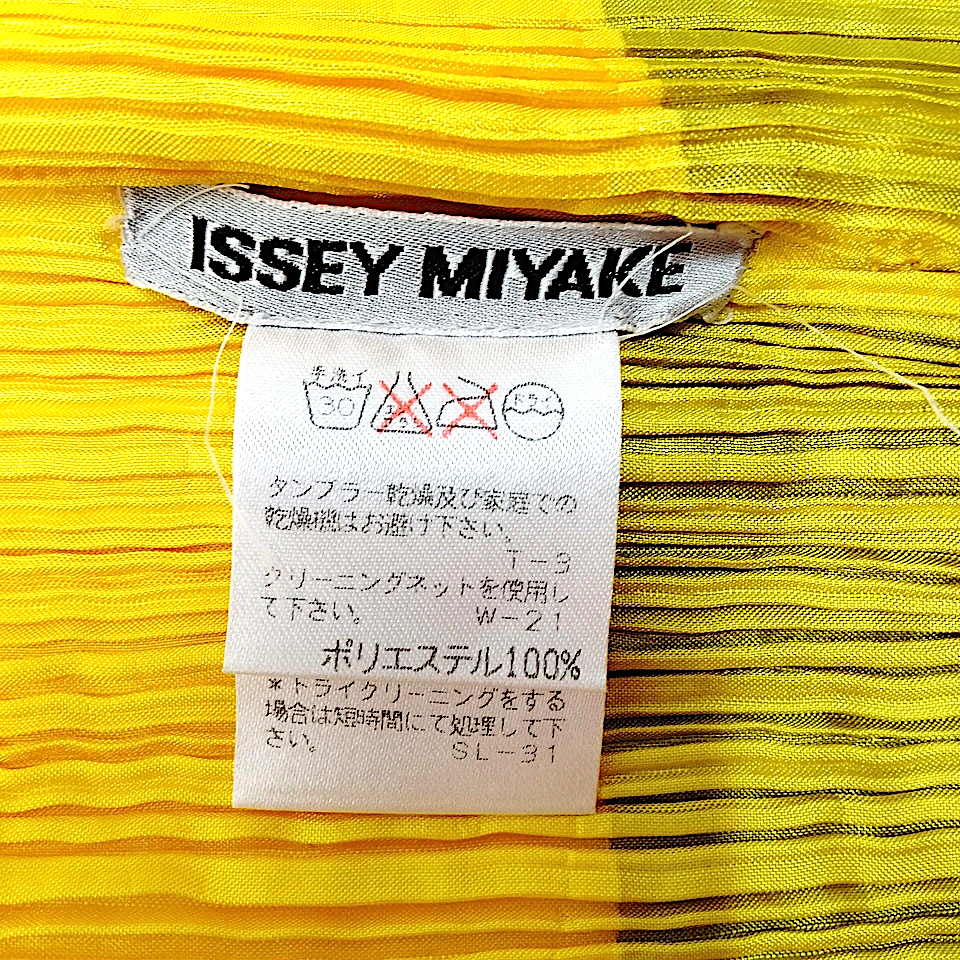 ISSEY MIYAKE
手洗イ
30 ドライ
タンブラー乾燥及び家庭での
乾燥機はお避け下さい。
T-3
クリーニングネットを使用し
て下さい。 W-21
ポリエステル100%
※ドライクリーニングをする
場合は短時間にて処理して下
さい。 SL-31